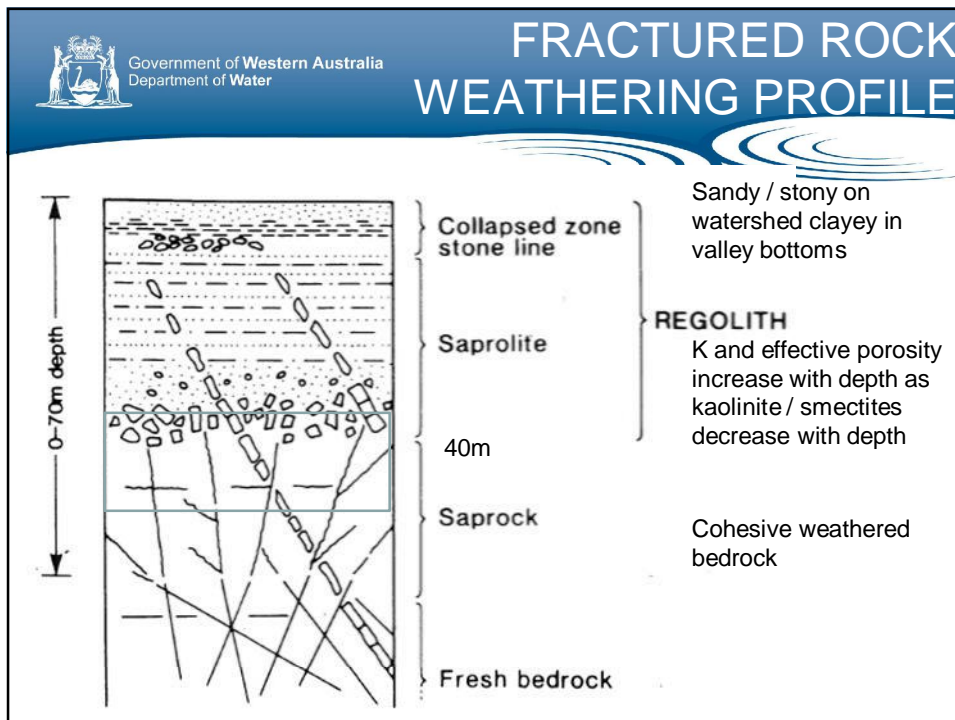 Government of Western Australia
Department of Water
FRACTURED ROCK
WEATHERING PROFILE
0-70m depth
Collapsed zone
stone line
Saprolite
40m
Saprock
Fresh bedrock
REGOLITH
Sandy / stony on
watershed clayey in
valley bottoms
K and effective porosity
increase with depth as
kaolinite / smectites
decrease with depth
Cohesive weathered
bedrock